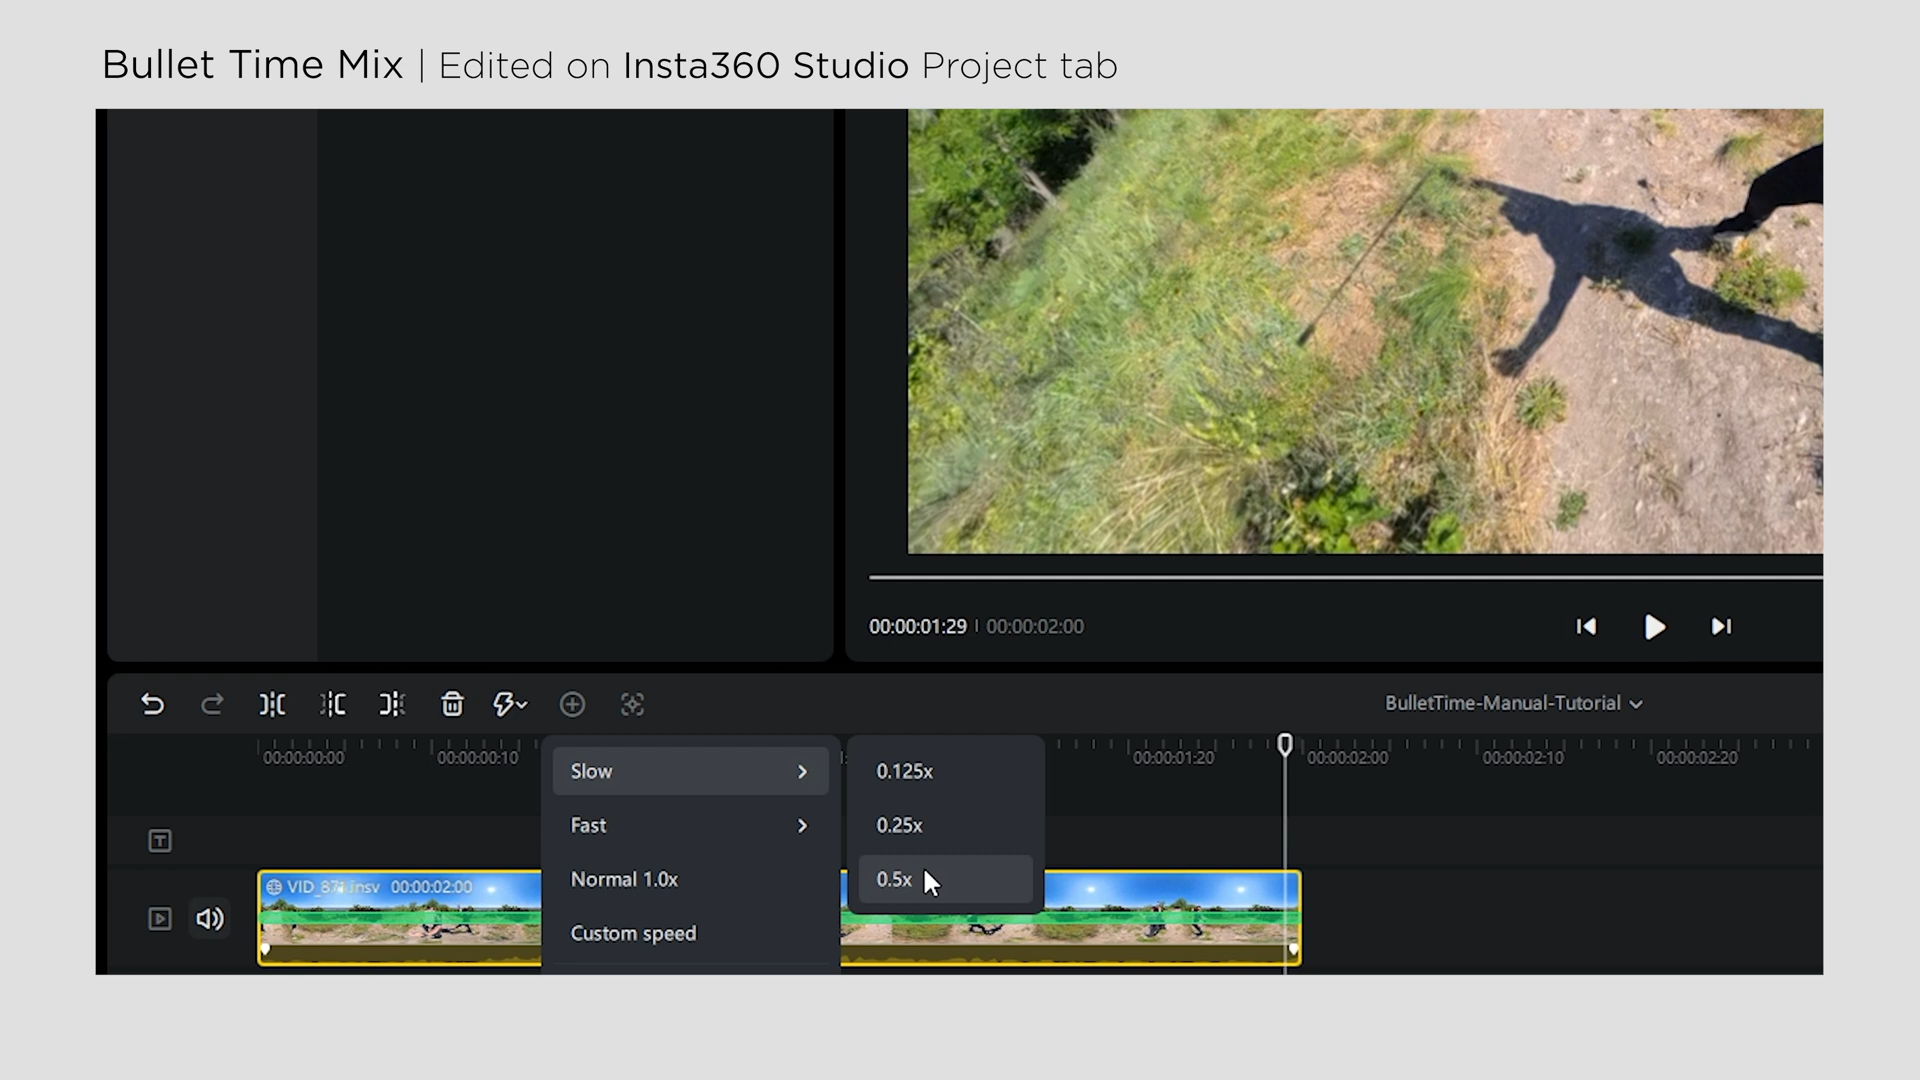 Bullet Time Mix | Edited on Insta360 Studio Project tab
00:00:01:29 | 00:00:02:00
BulletTime-Manual-Tutorial
00:00:00:00 00:00:00:10 00:00:01:20 00:00:02:00 00:00:02:10 00:00:02:20
Slow
Fast
Normal 1.0x
Custom speed
0.125x
0.25x
0.5x
T
00:00:02:00